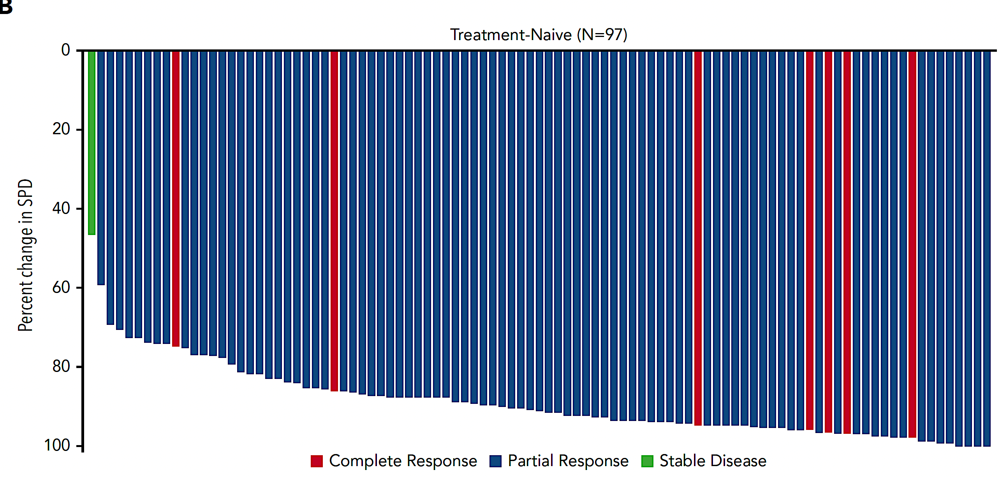 B
Treatment-Naive (N=97)
0
20
40
60
80
100
Percent change in SPD
Complete Response
Partial Response
Stable Disease